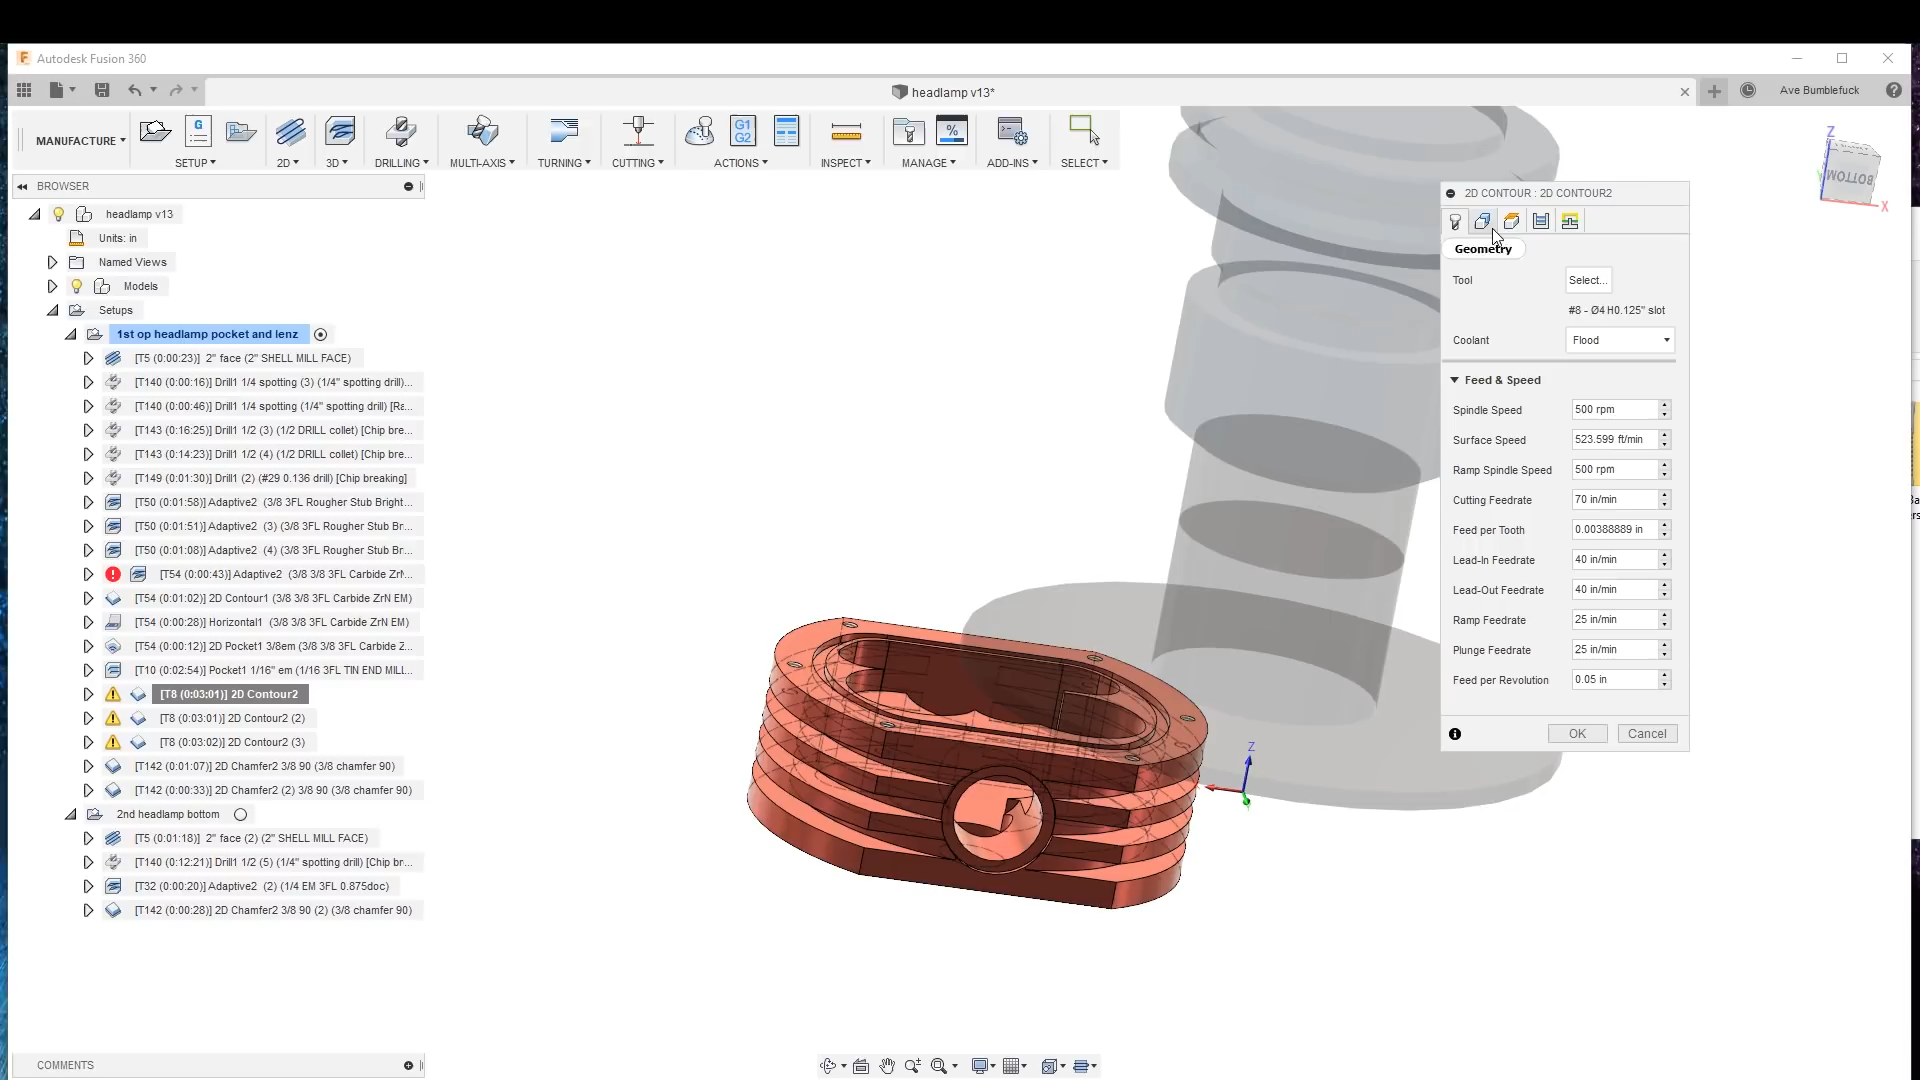 Autodesk Fusion 360
headlamp v13*
Ave Bumblefuck
MANUFACTURE
G
G1
G2
%
SETUP
2D
3D
DRILLING
MULTI-AXIS
TURNING
CUTTING
ACTIONS
INSPECT
MANAGE
ADD-INS
SELECT
BROWSER
headlamp v13
Units: in
Named Views
Models
Setups
1st op headlamp pocket and lenz
[T5 (0:00:23)] 2" face (2" SHELL MILL FACE)
[T140 (0:00:16)] Drill1 1/4 spotting (3) (1/4" spotting drill)...
[T140 (0:00:46)] Drill1 1/4 spotting (1/4" spotting drill) [Ra...
[T143 (0:16:25)] Drill1 1/2 (3) (1/2 DRILL collet) [Chip bre...
[T143 (0:14:23)] Drill1 1/2 (4) (1/2 DRILL collet) [Chip bre...
[T149 (0:01:30)] Drill1 (2) (#29 0.136 drill) [Chip breaking]
[T50 (0:01:58)] Adaptive2 (3/8 3FL Rougher Stub Bright...
[T50 (0:01:51)] Adaptive2 (3) (3/8 3FL Rougher Stub Br...
[T50 (0:01:08)] Adaptive2 (4) (3/8 3FL Rougher Stub Br...
[T54 (0:00:43)] Adaptive2 (3/8 3/8 3FL Carbide ZrN...
[T54 (0:01:02)] 2D Contour1 (3/8 3/8 3FL Carbide ZrN EM)
[T54 (0:00:28)] Horizontal1 (3/8 3/8 3FL Carbide ZrN EM)
[T54 (0:00:12)] 2D Pocket1 3/8em (3/8 3/8 3FL Carbide Z...
[T10 (0:02:54)] Pocket1 1/16" em (1/16 3FL TIN END MILL...
[T8 (0:03:01)] 2D Contour2
[T8 (0:03:01)] 2D Contour2 (2)
[T8 (0:03:02)] 2D Contour2 (3)
[T142 (0:01:07)] 2D Chamfer2 3/8 90 (3/8 chamfer 90)
[T142 (0:00:33)] 2D Chamfer2 (2) 3/8 90 (3/8 chamfer 90)
2nd headlamp bottom
[T5 (0:01:18)] 2" face (2) (2" SHELL MILL FACE)
[T140 (0:12:21)] Drill1 1/2 (5) (1/4" spotting drill) [Chip br...
[T32 (0:00:20)] Adaptive2 (2) (1/4 EM 3FL 0.875doc)
[T142 (0:00:28)] 2D Chamfer2 3/8 90 (2) (3/8 chamfer 90)
COMMENTS
Z
BOTTOM
X
Z
2D CONTOUR : 2D CONTOUR2
Geometry
Tool Select...
#8 - Ø4 H0.125" slot
Coolant Flood
Feed & Speed
Spindle Speed 500 rpm
Surface Speed 523.599 ft/min
Ramp Spindle Speed 500 rpm
Cutting Feedrate 70 in/min
Feed per Tooth 0.00388889 in
Lead-In Feedrate 40 in/min
Lead-Out Feedrate 40 in/min
Ramp Feedrate 25 in/min
Plunge Feedrate 25 in/min
Feed per Revolution 0.05 in
OK Cancel